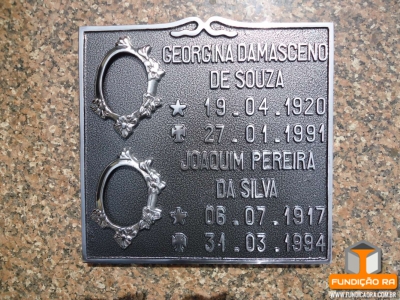 GEORGINA DAMASCENO
DE SOUZA
19.04.1920
27.01.1991
JOAQUIM PEREIRA
DA SILVA
06.07.1917
31.03.1994
FUNDIÇÃO RA
WWW.FUNDICAORA.COM.BR